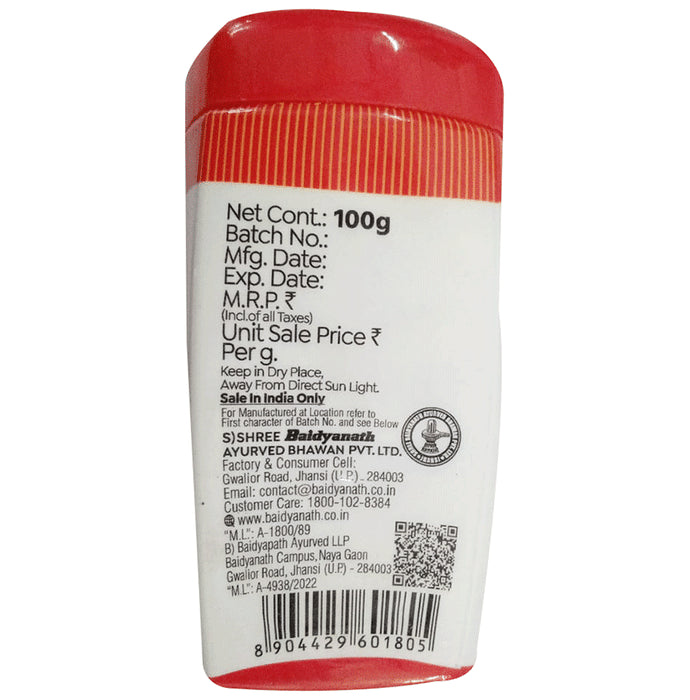 Net Cont.: 100g
Batch No.:
Mfg. Date:
Exp. Date:
M.R.P. ₹
(Incl.of all Taxes)
Unit Sale Price ₹
Per g.
Keep in Dry Place,
Away From Direct Sun Light.
Sale In India Only
For Manufactured at Location refer to
First character of Batch No. and see Below
S)SHREE Baidyanath
AYURVED BHAWAN PVT. LTD.
Factory & Consumer Cell:
Gwalior Road, Jhansi (U.P.) - 284003
Email: contact@baidyanath.co.in
Customer Care: 1800-102-8384
www.baidyanath.co.in
"M.L.": A-1800/89
B) Baidyapath Ayurved LLP
Baidyanath Campus, Naya Gaon
Gwalior Road, Jhansi (U.P.) - 284003
"M.L.": A-4938/2022
8 904429 601805